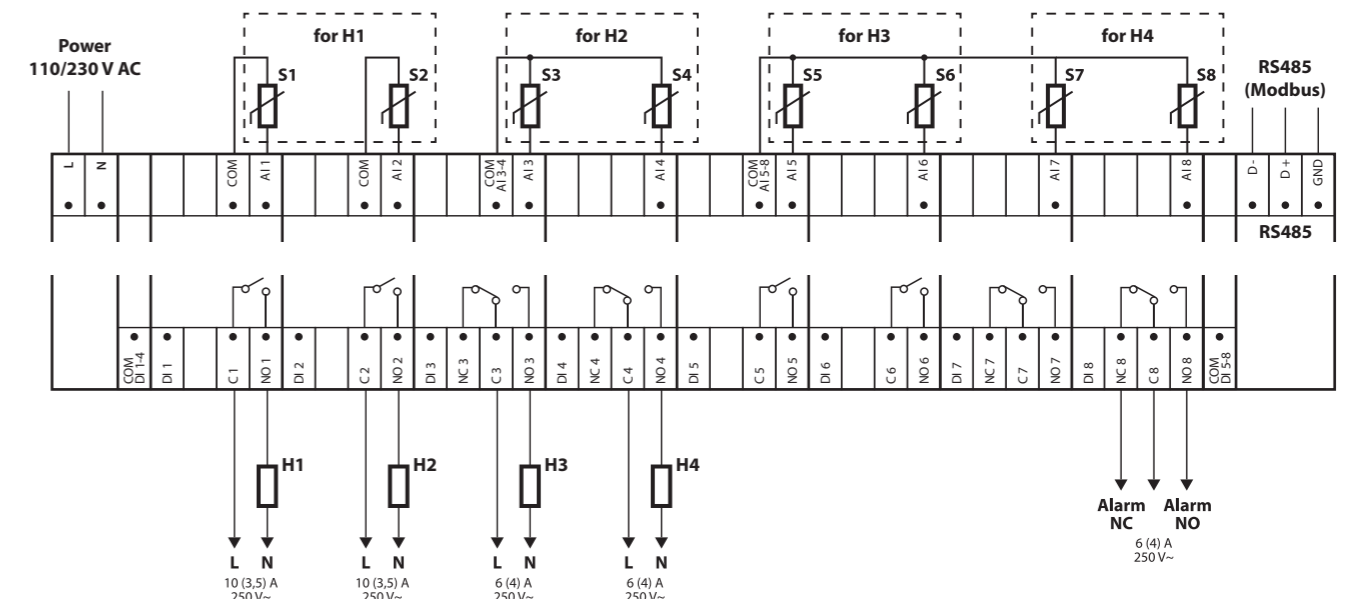 for H1
for H2
for H3
for H4
Power
110/230 V AC
S1
S2
S3
S4
S5
S6
S7
S8
RS485
(Modbus)
L
N
COM
AI 1
COM
AI 2
COM
AI 3-4
AI 3
AI 4
COM
AI 5-8
AI 5
AI 6
AI 7
AI 8
D -
D +
GND
RS485
COM
DI 1-4
DI 1
C 1
NO 1
DI 2
C 2
NO 2
DI 3
NC 3
C 3
NO 3
DI 4
NC 4
C 4
NO 4
DI 5
C 5
NO 5
DI 6
C 6
NO 6
DI 7
NC 7
C 7
NO 7
DI 8
NC 8
C 8
NO 8
COM
DI 5-8
H1
H2
H3
H4
Alarm
NC
Alarm
NO
6 (4) A
250 V~
L N
10 (3,5) A
250 V~
L N
10 (3,5) A
250 V~
L N
6 (4) A
250 V~
L N
6 (4) A
250 V~